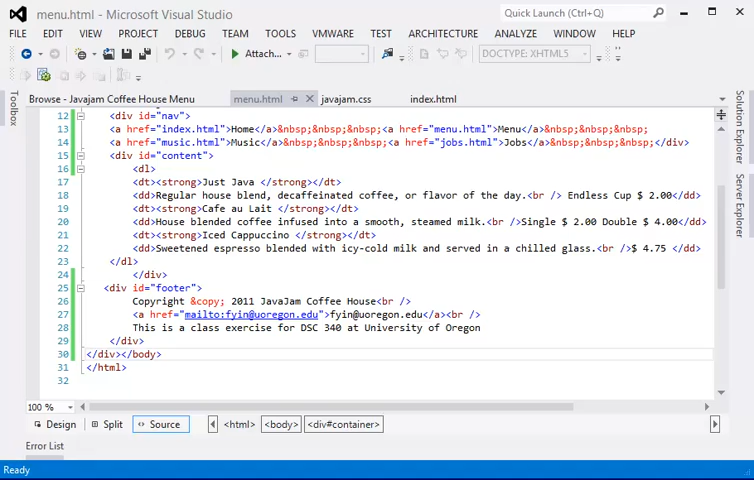 menu.html - Microsoft Visual Studio
Quick Launch (Ctrl+Q)
FILE EDIT VIEW PROJECT DEBUG TEAM TOOLS VMWARE TEST ARCHITECTURE ANALYZE WINDOW HELP
Attach...
DOCTYPE: XHTML5
Toolbox
Browse - Javajam Coffee House Menu
menu.html
javajam.css
index.html
Solution Explorer
Server Explorer
12 <div id="nav">
13 <a href="index.html">Home</a>&nbsp;&nbsp;&nbsp;<a href="menu.html">Menu</a>&nbsp;&nbsp;&nbsp;
14 <a href="music.html">Music</a>&nbsp;&nbsp;&nbsp;<a href="jobs.html">Jobs</a>&nbsp;&nbsp;&nbsp;</div>
15 <div id="content">
16 <dl>
17 <dt><strong>Just Java </strong></dt>
18 <dd>Regular house blend, decaffeinated coffee, or flavor of the day.<br /> Endless Cup $ 2.00</dd>
19 <dt><strong>Cafe au Lait </strong></dt>
20 <dd>House blended coffee infused into a smooth, steamed milk.<br />Single $ 2.00 Double $ 4.00</dd>
21 <dt><strong>Iced Cappuccino </strong></dt>
22 <dd>Sweetened espresso blended with icy-cold milk and served in a chilled glass.<br />$ 4.75 </dd>
23 </dl>
24 </div>
25 <div id="footer">
26 Copyright &copy; 2011 JavaJam Coffee House<br />
27 <a href="mailto:fyin@uoregon.edu">fyin@uoregon.edu</a><br />
28 This is a class exercise for DSC 340 at University of Oregon
29 </div>
30 </div></body>
31 </html>
32
100 %
Design Split Source <html> <body> <div#container>
Error List
Ready